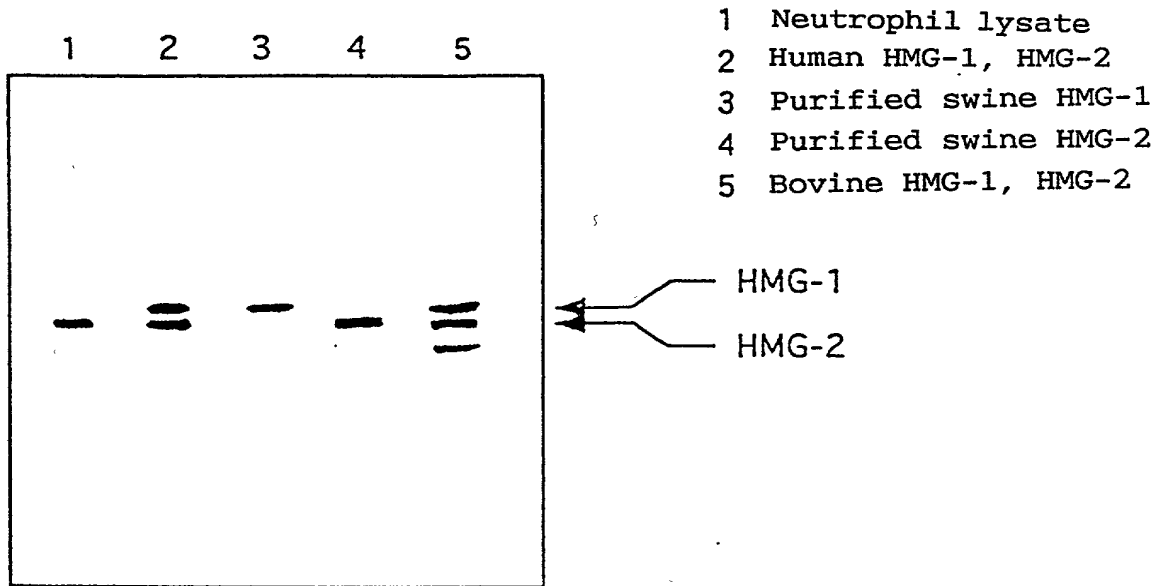 1 Neutrophil lysate
2 Human HMG-1, HMG-2
3 Purified swine HMG-1
4 Purified swine HMG-2
5 Bovine HMG-1, HMG-2
1 2 3 4 5
HMG-1
HMG-2